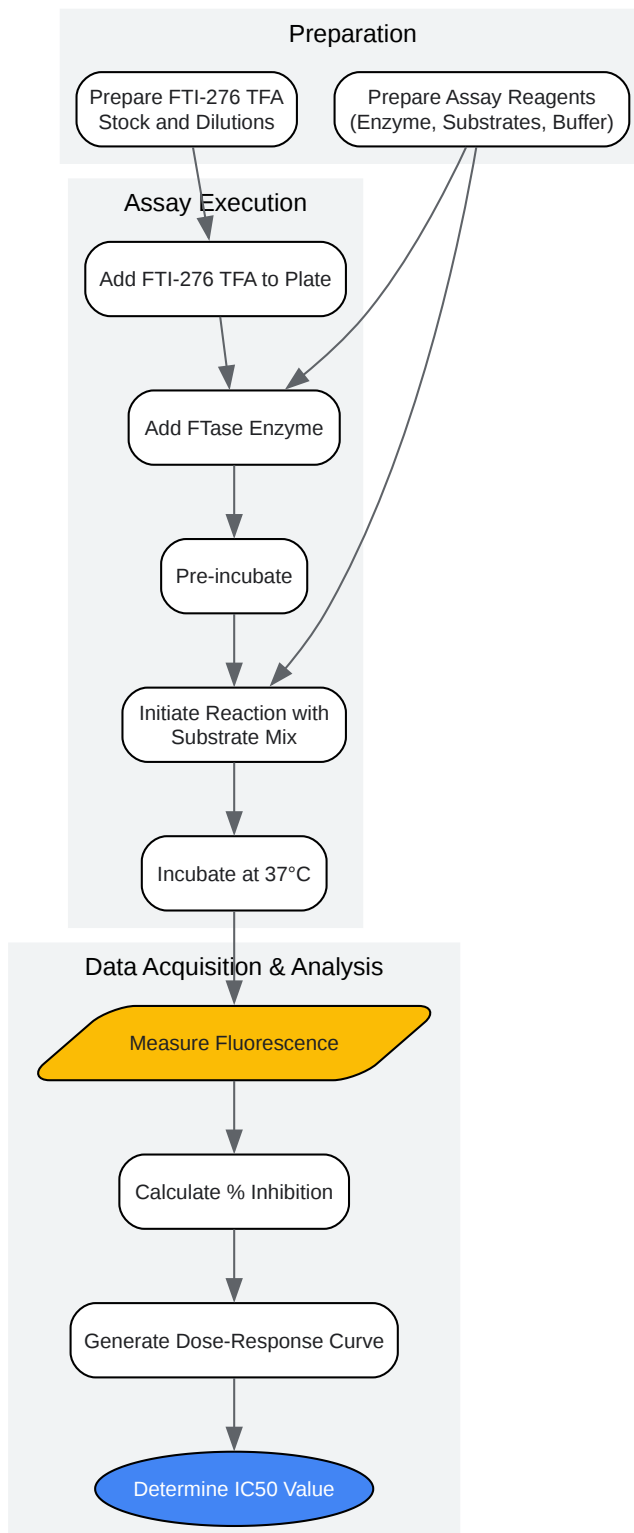 Preparation
Prepare FTI-276 TFA
Stock and Dilutions
Prepare Assay Reagents
(Enzyme, Substrates, Buffer)
Assay Execution
Add FTI-276 TFA to Plate
Add FTase Enzyme
Pre-incubate
Initiate Reaction with
Substrate Mix
Incubate at 37°C
Data Acquisition & Analysis
Measure Fluorescence
Calculate % Inhibition
Generate Dose-Response Curve
Determine IC50 Value